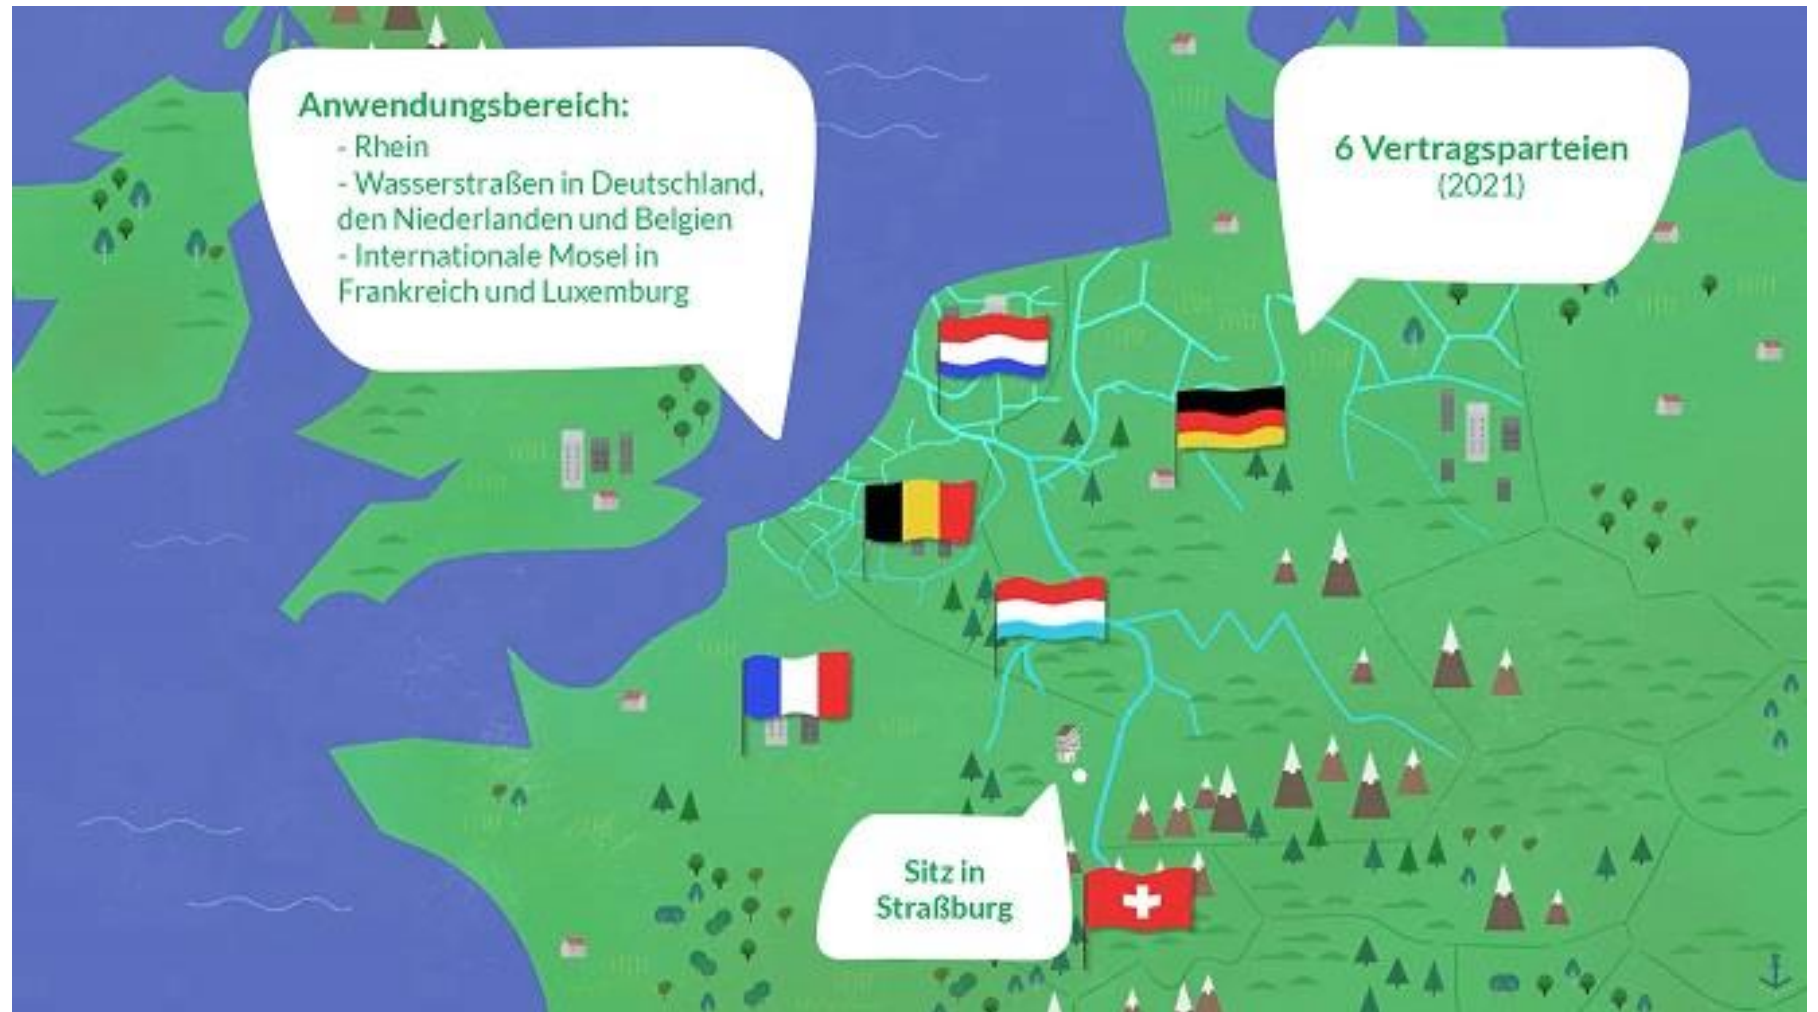 Anwendungsbereich:
- Rhein
- Wasserstraßen in Deutschland,
den Niederlanden und Belgien
- Internationale Mosel in
Frankreich und Luxemburg
6 Vertragsparteien
(2021)
Sitz in
Straßburg